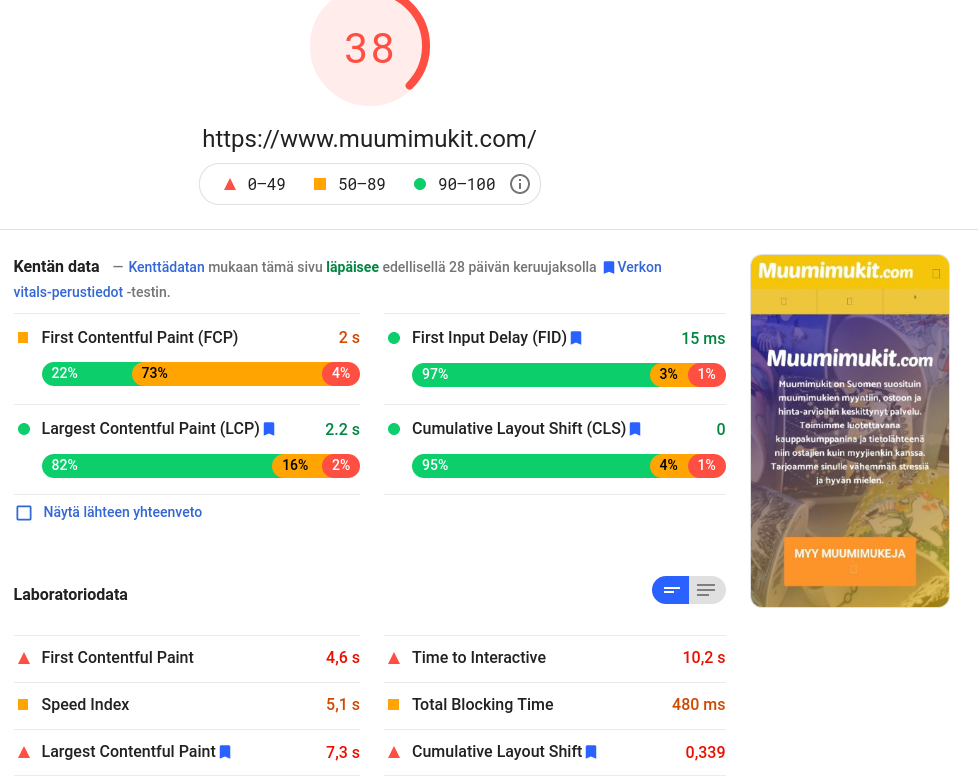 38
https://www.muumimukit.com/
0–49 50–89 90–100
Kentän data — Kenttädatan mukaan tämä sivu läpäisee edellisellä 28 päivän keruujaksolla Verkon
vitals-perustiedot -testin.
First Contentful Paint (FCP) 2 s
22% 73% 4%
First Input Delay (FID) 15 ms
97% 3% 1%
Largest Contentful Paint (LCP) 2.2 s
82% 16% 2%
Cumulative Layout Shift (CLS) 0
95% 4% 1%
Näytä lähteen yhteenveto
Laboratoriodata
First Contentful Paint 4,6 s
Time to Interactive 10,2 s
Speed Index 5,1 s
Total Blocking Time 480 ms
Largest Contentful Paint 7,3 s
Cumulative Layout Shift 0,339
Muumimukit.com
Muumimukit.com
Muumimukit on Suomen suosituin
muumimukien myyntiin, ostoon ja
hinta-arvioihin keskittynyt palvelu.
Toimimme luotettavana
kauppakumppanina ja tietolähteenä
niin ostajien kuin myyjienkin kanssa.
Tarjoamme sinulle vähemmän stressiä
ja hyvän mielen.
MYY MUUMIMUKEJA